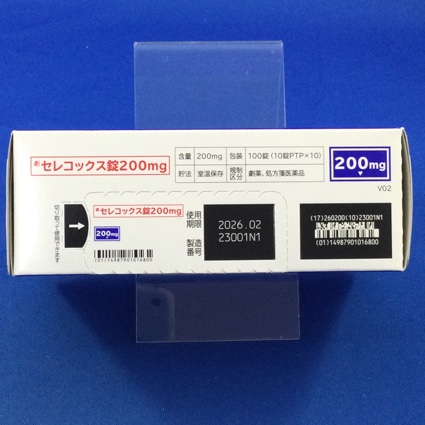 劇 セレコックス錠200mg
含量 200mg 包装 100錠(10錠PTP×10)
貯法 室温保存 規制区分 劇薬、処方箋医薬品
200mg
V02
切り取って使用できます
劇 セレコックス錠200mg
200mg
(01)14987901016800
使用期限 2026.02
製造番号 23001N1
(17)260200(10)23001N1
(01)14987901016800